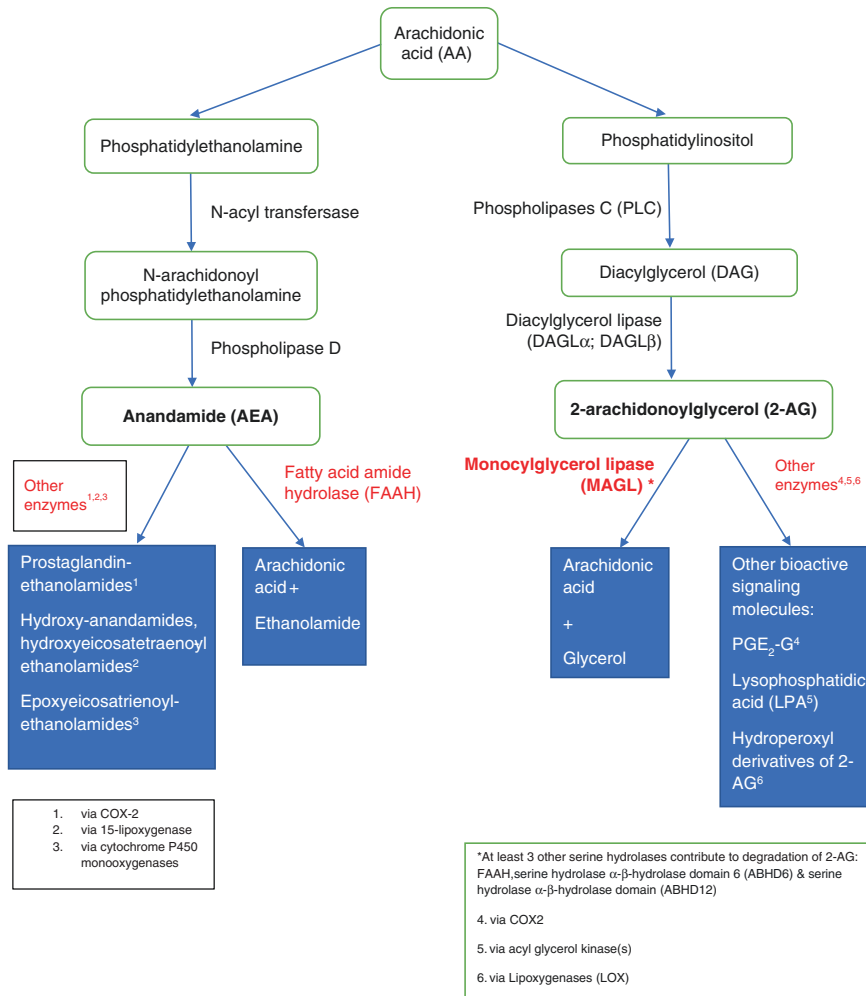 Arachidonic
acid (AA)
Phosphatidylethanolamine
Phosphatidylinositol
N-acyl transfersase
Phospholipases C (PLC)
N-arachidonoyl
phosphatidylethanolamine
Diacylglycerol (DAG)
Phospholipase D
Diacylglycerol lipase
(DAGLα; DAGLβ)
Anandamide (AEA)
2-arachidonoylglycerol (2-AG)
Other
enzymes1,2,3
Fatty acid amide
hydrolase (FAAH)
Monocylglycerol lipase
(MAGL) *
Other
enzymes4,5,6
Prostaglandin-
ethanolamides1
Hydroxy-anandamides,
hydroxyeicosatetraenoyl
ethanolamides2
Epoxyeicosatrienoyl-
ethanolamides3
Arachidonic
acid +
Ethanolamide
Arachidonic
acid
+
Glycerol
Other bioactive
signaling
molecules:
PGE2-G4
Lysophosphatidic
acid (LPA5)
Hydroperoxyl
derivatives of 2-
AG6
1. via COX-2
2. via 15-lipoxygenase
3. via cytochrome P450
monooxygenases
*At least 3 other serine hydrolases contribute to degradation of 2-AG:
FAAH,serine hydrolase α-β-hydrolase domain 6 (ABHD6) & serine
hydrolase α-β-hydrolase domain (ABHD12)
4. via COX2
5. via acyl glycerol kinase(s)
6. via Lipoxygenases (LOX)